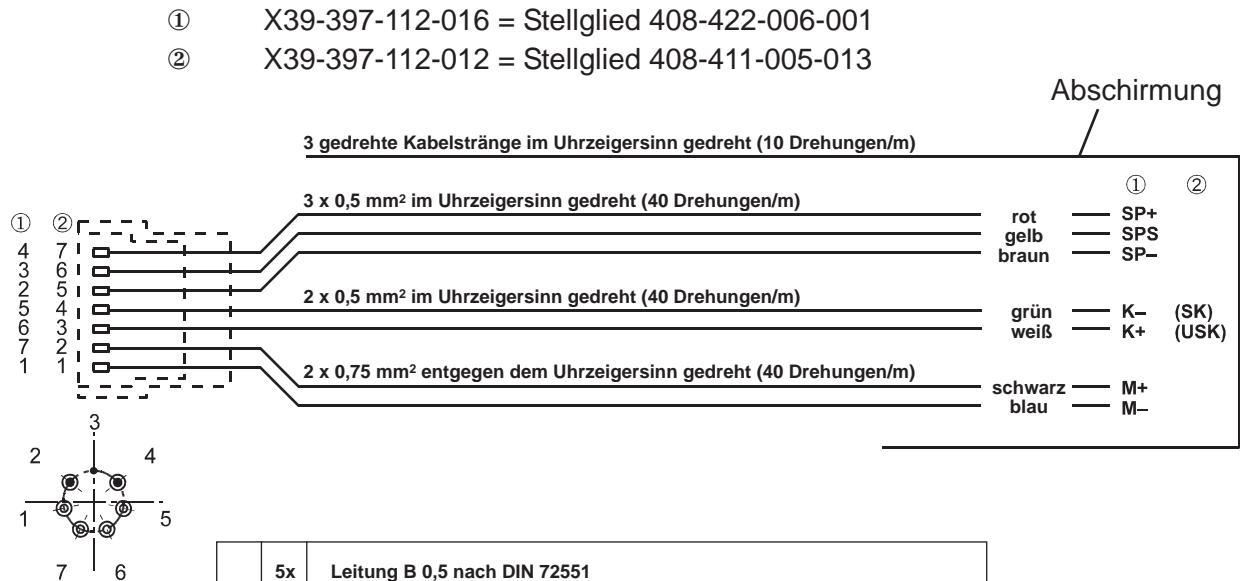 ① X39-397-112-016 = Stellglied 408-422-006-001
② X39-397-112-012 = Stellglied 408-411-005-013
Abschirmung
3 gedrehte Kabelstränge im Uhrzeigersinn gedreht (10 Drehungen/m)
① ②
3 x 0,5 mm² im Uhrzeigersinn gedreht (40 Drehungen/m)
rot SP+
gelb SPS
braun SP–
① ②
4 7
3 6
2 5
5 4
6 3
7 2
1 1
2 x 0,5 mm² im Uhrzeigersinn gedreht (40 Drehungen/m)
grün K– (SK)
weiß K+ (USK)
2 x 0,75 mm² entgegen dem Uhrzeigersinn gedreht (40 Drehungen/m)
schwarz M+
blau M–
3
2 4
1 5
7 6
5x Leitung B 0,5 nach DIN 72551